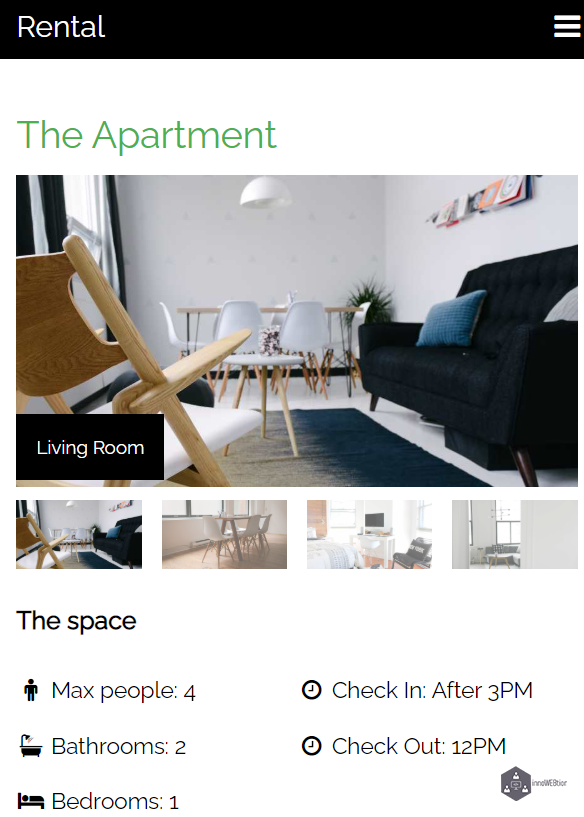 Rental
The Apartment
Living Room
The space
Max people: 4
Check In: After 3PM
Bathrooms: 2
Check Out: 12PM
innoWEBtior
Bedrooms: 1